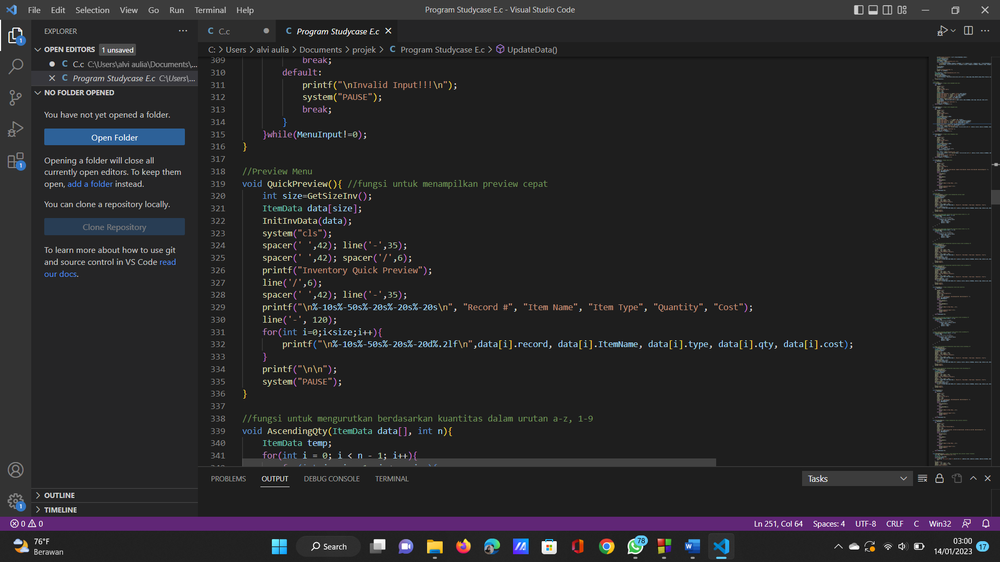 File Edit Selection View Go Run Terminal Help
Program Studycase E.c - Visual Studio Code
EXPLORER
OPEN EDITORS 1 unsaved
C.c C:\Users\alvi aulia\Documents\...
Program Studycase E.c C:\Users\...
NO FOLDER OPENED
You have not yet opened a folder.
Open Folder
Opening a folder will close all
currently open editors. To keep them
open, add a folder instead.
You can clone a repository locally.
Clone Repository
To learn more about how to use git
and source control in VS Code read
our docs.
OUTLINE
TIMELINE
C C.c
C Program Studycase E.c
C: > Users > alvi aulia > Documents > projek > C Program Studycase E.c > UpdateData()
309 break;
310 default:
311 printf("\nInvalid Input!!!\n");
312 system("PAUSE");
313 break;
314 }
315 }while(MenuInput!=0);
316 }
317
318 //Preview Menu
319 void QuickPreview(){ //fungsi untuk menampilkan preview cepat
320 int size=GetSizeInv();
321 ItemData data[size];
322 InitInvData(data);
323 system("cls");
324 spacer(' ',42); line('-',35);
325 spacer(' ',42); spacer('/',6);
326 printf("Inventory Quick Preview");
327 line('/',6);
328 spacer(' ',42); line('-',35);
329 printf("\n%-10s%-50s%-20s%-20s%-20s\n", "Record #", "Item Name", "Item Type", "Quantity", "Cost");
330 line('-', 120);
331 for(int i=0;i<size;i++){
332 printf("\n%-10s%-50s%-20s%-20d%.2lf\n",data[i].record, data[i].ItemName, data[i].type, data[i].qty, data[i].cost);
333 }
334 printf("\n\n");
335 system("PAUSE");
336 }
337
338 //fungsi untuk mengurutkan berdasarkan kuantitas dalam urutan a-z, 1-9
339 void AscendingQty(ItemData data[], int n){
340 ItemData temp;
341 for(int i = 0; i < n - 1; i++){
PROBLEMS OUTPUT DEBUG CONSOLE TERMINAL
Tasks
0 0
Ln 251, Col 64 Spaces: 4 UTF-8 CRLF C Win32
76°F
Berawan
Search
78
03:00
14/01/2023
17